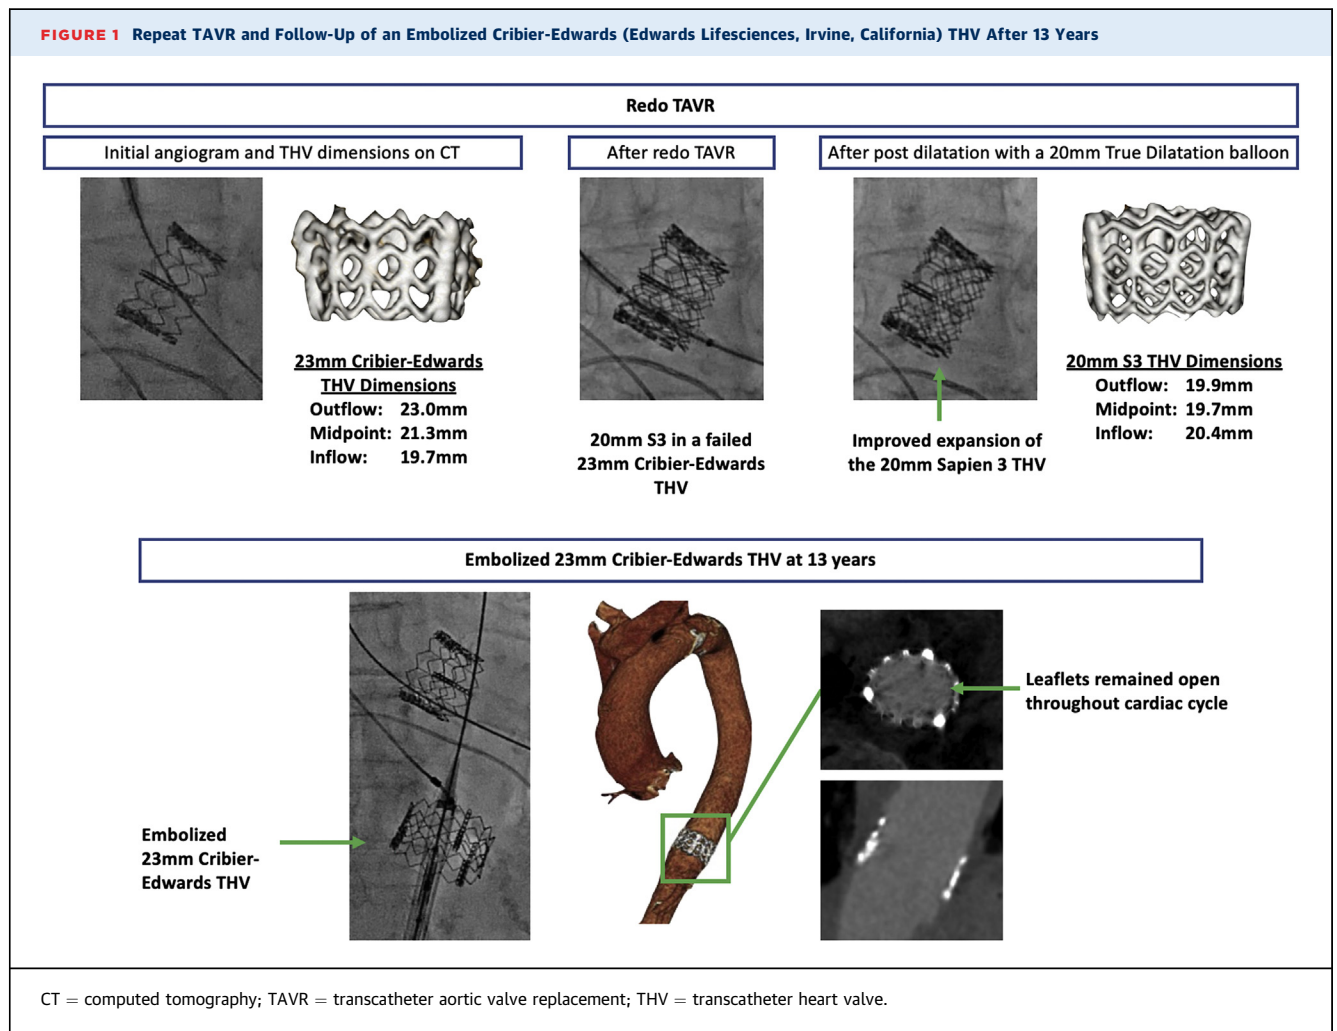 FIGURE 1 Repeat TAVR and Follow-Up of an Embolized Cribier-Edwards (Edwards Lifesciences, Irvine, California) THV After 13 Years
Redo TAVR
Initial angiogram and THV dimensions on CT
After redo TAVR
After post dilatation with a 20mm True Dilatation balloon
23mm Cribier-Edwards
THV Dimensions
Outflow: 23.0mm
Midpoint: 21.3mm
Inflow: 19.7mm
20mm S3 in a failed
23mm Cribier-Edwards
THV
Improved expansion of
the 20mm Sapien 3 THV
20mm S3 THV Dimensions
Outflow: 19.9mm
Midpoint: 19.7mm
Inflow: 20.4mm
Embolized 23mm Cribier-Edwards THV at 13 years
Embolized
23mm Cribier-
Edwards THV
Leaflets remained open
throughout cardiac cycle
CT = computed tomography; TAVR = transcatheter aortic valve replacement; THV = transcatheter heart valve.